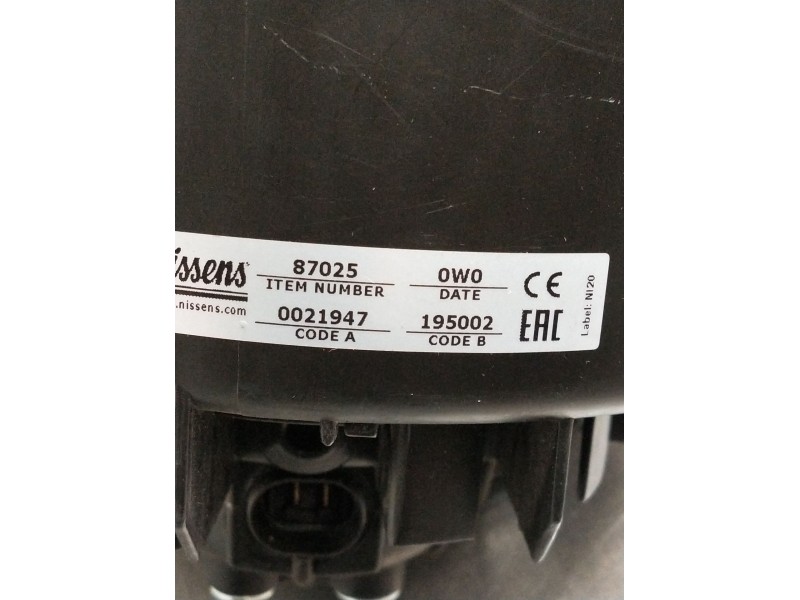 issens 87025 0W0 CE
ITEM NUMBER DATE
.nissens.com 0021947 195002 EAC
CODE A CODE B
Label: NI20